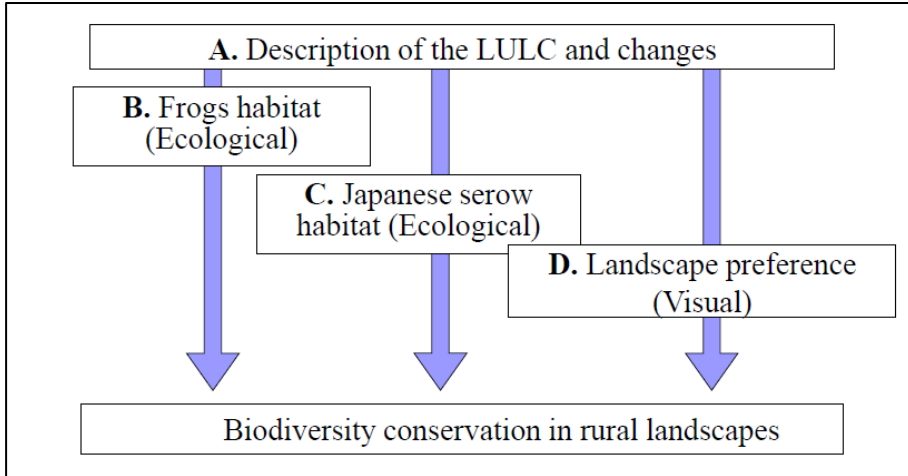 A. Description of the LULC and changes
B. Frogs habitat
(Ecological)
C. Japanese serow
habitat (Ecological)
D. Landscape preference
(Visual)
Biodiversity conservation in rural landscapes